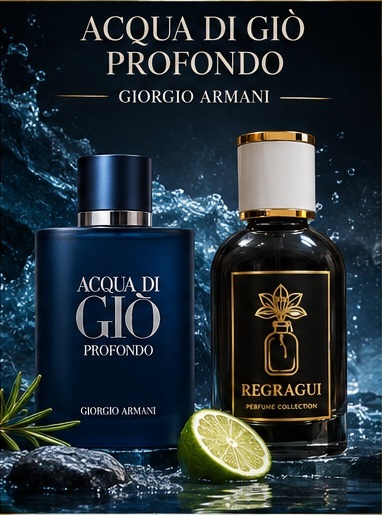 ACQUA DI GIÒ
PROFONDO
GIORGIO ARMANI
ACQUA DI
GIÒ
PROFONDO
GIORGIO ARMANI
REGRAGUI
PERFUME COLLECTION